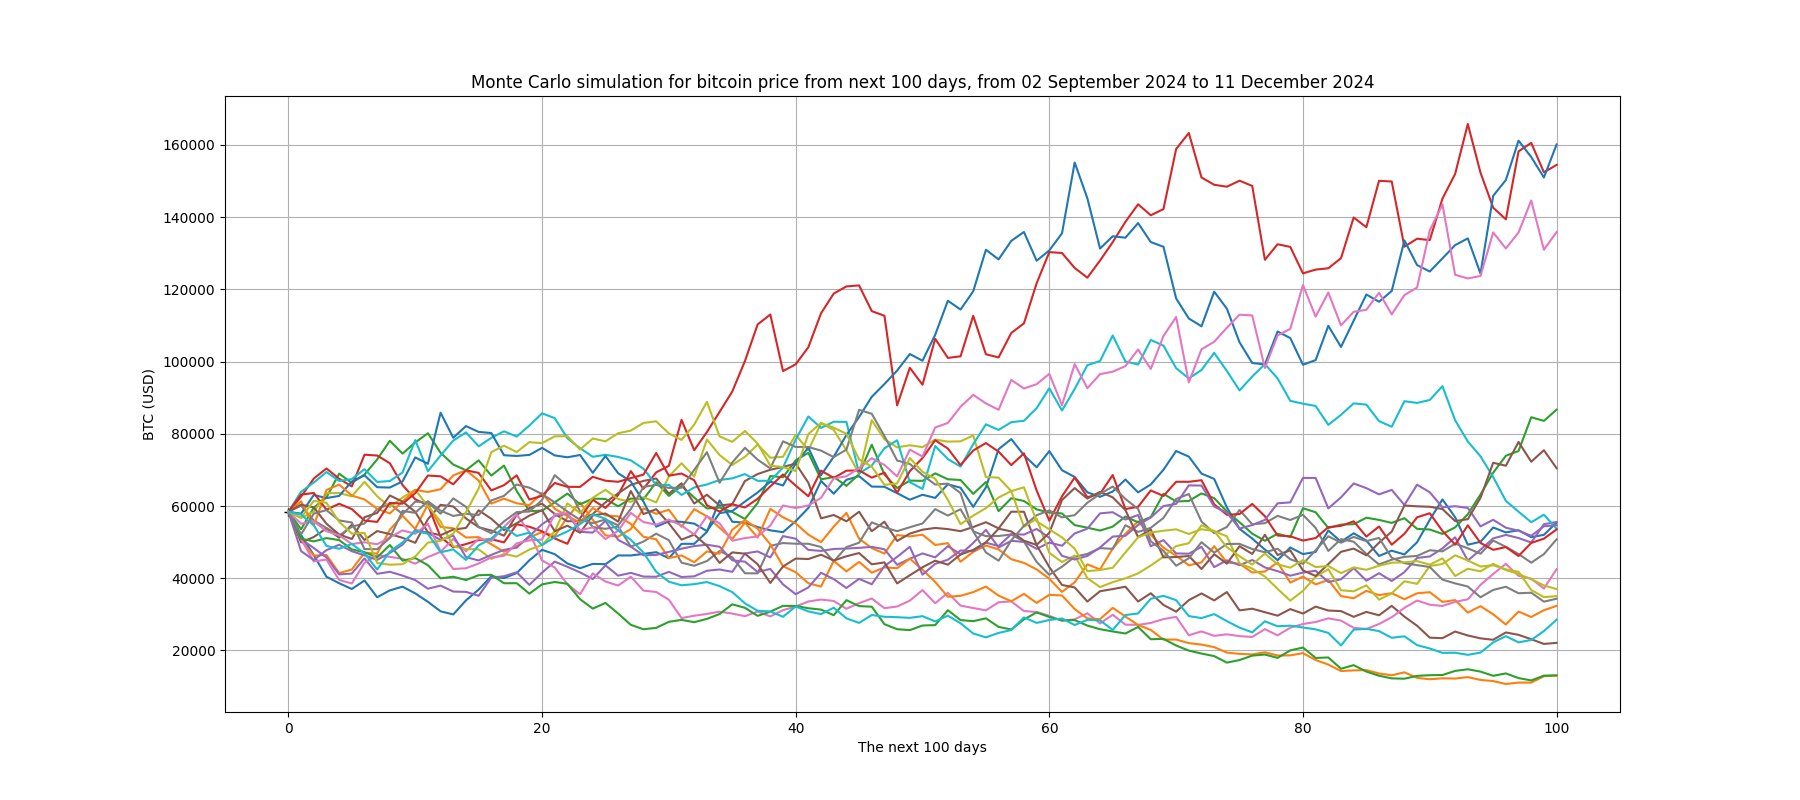 Monte Carlo simulation for bitcoin price from next 100 days, from 02 September 2024 to 11 December 2024
160000
140000
120000
100000
80000
60000
40000
20000
BTC (USD)
0 20 40 60 80 100
The next 100 days